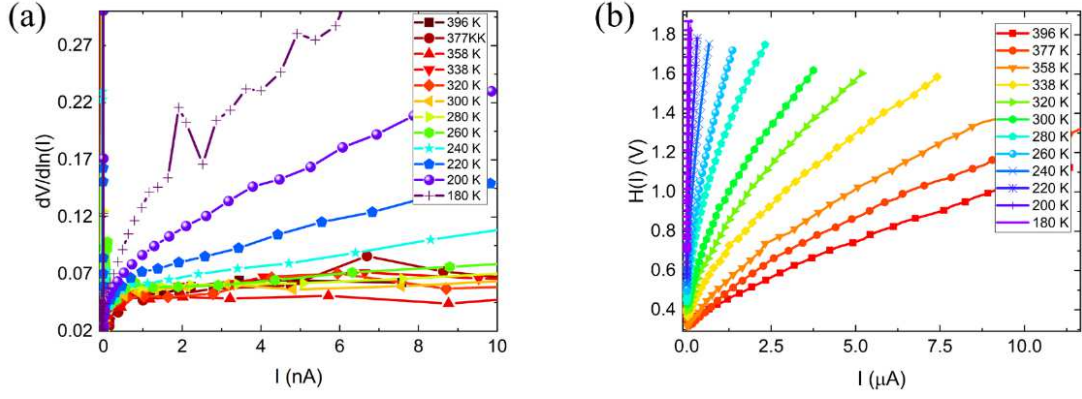 (a)
dV/dln(I)
0.27
0.22
0.17
0.12
0.07
0.02
0
2
4
6
8
10
I (nA)
396 K
377KK
358 K
338 K
320 K
300 K
280 K
260 K
240 K
220 K
200 K
180 K
(b)
H(I) (V)
1.8
1.6
1.4
1.2
1.0
0.8
0.6
0.4
0.0
2.5
5.0
7.5
10.0
I (μA)
396 K
377 K
358 K
338 K
320 K
300 K
280 K
260 K
240 K
220 K
200 K
180 K